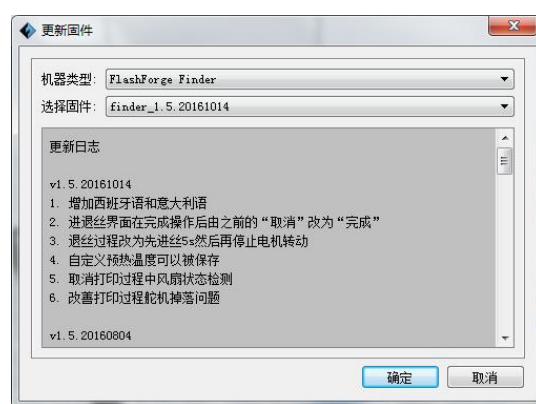 更新固件
机器类型: FlashForge Finder
选择固件: finder_1.5.20161014
更新日志
v1.5.20161014
1. 增加西班牙语和意大利语
2. 进退丝界面在完成操作后由之前的“取消”改为“完成”
3. 退丝过程改为先进丝5s然后再停止电机转动
4. 自定义预热温度可以被保存
5. 取消打印过程中风扇状态检测
6. 改善打印过程舵机掉落问题
v1.5.20160804
确定 取消